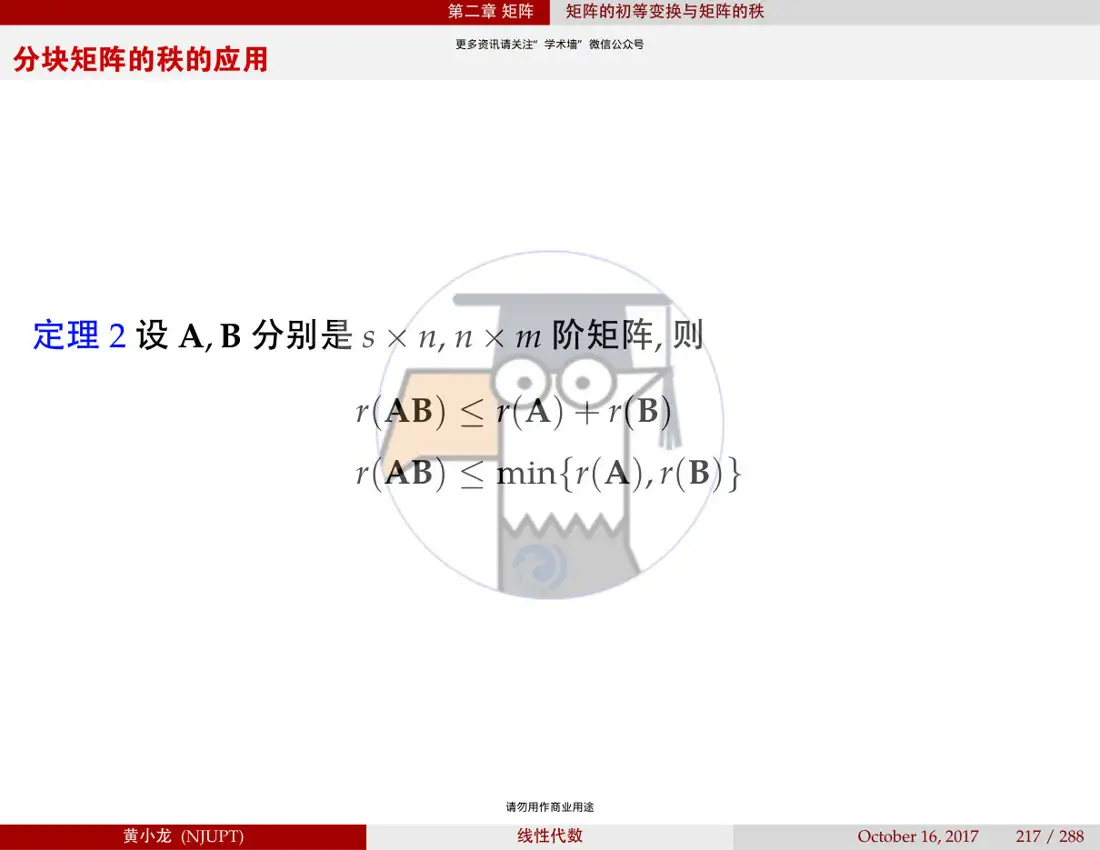 第二章 矩阵 矩阵的初等变换与矩阵的秩
更多资讯请关注“学术墙”微信公众号
分块矩阵的秩的应用
定理 2 设 A, B 分别是 s × n, n × m 阶矩阵, 则
r(AB) ≤ r(A) + r(B)
r(AB) ≤ min{r(A), r(B)}
请勿用作商业用途
黄小龙 (NJUPT) 线性代数 October 16, 2017 217 / 288